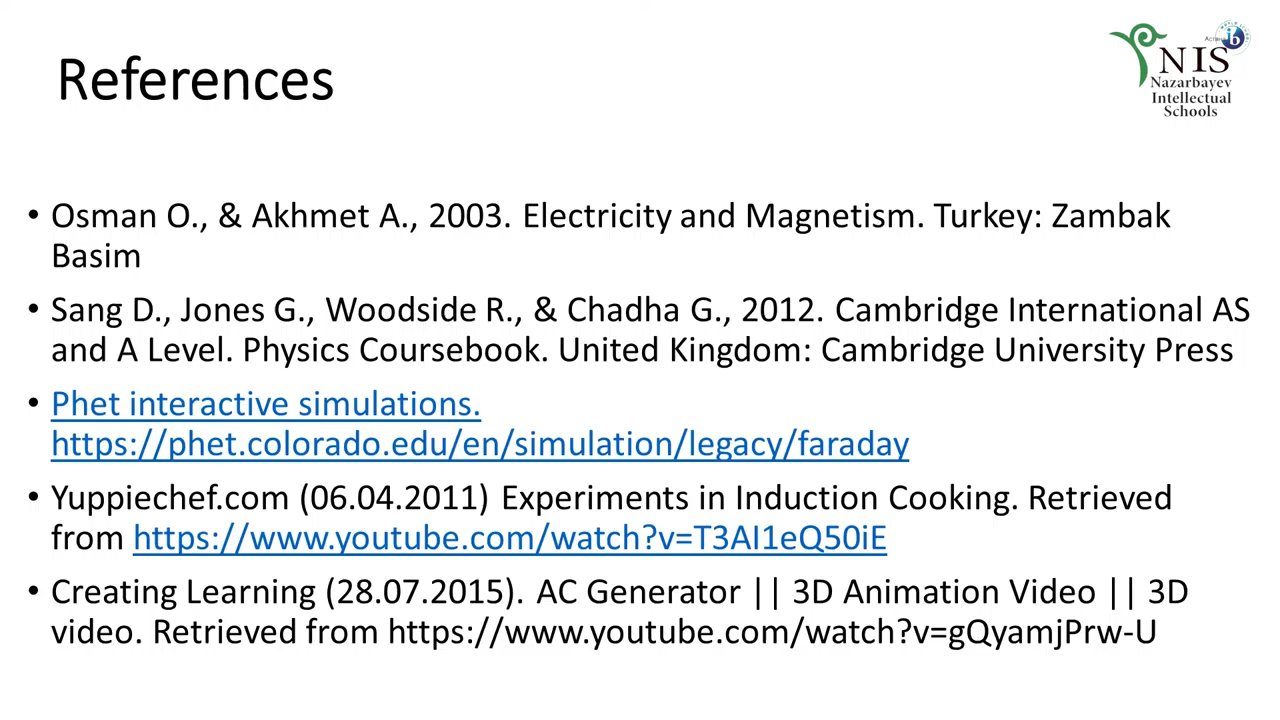 References
NIS
Nazarbayev
Intellectual
Schools
• Osman O., & Akhmet A., 2003. Electricity and Magnetism. Turkey: Zambak
Basim
• Sang D., Jones G., Woodside R., & Chadha G., 2012. Cambridge International AS
and A Level. Physics Coursebook. United Kingdom: Cambridge University Press
• Phet interactive simulations.
https://phet.colorado.edu/en/simulation/legacy/faraday
• Yuppiechef.com (06.04.2011) Experiments in Induction Cooking. Retrieved
from https://www.youtube.com/watch?v=T3AI1eQ50iE
• Creating Learning (28.07.2015). AC Generator || 3D Animation Video || 3D
video. Retrieved from https://www.youtube.com/watch?v=gQyamjPrw-U